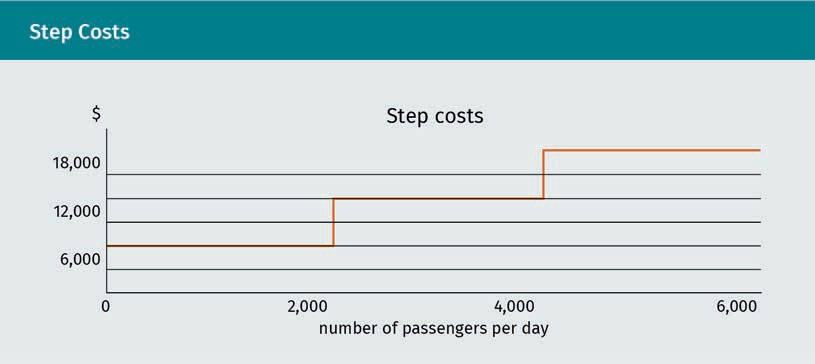 Step Costs
$
Step costs
18,000
12,000
6,000
0 2,000 4,000 6,000
number of passengers per day